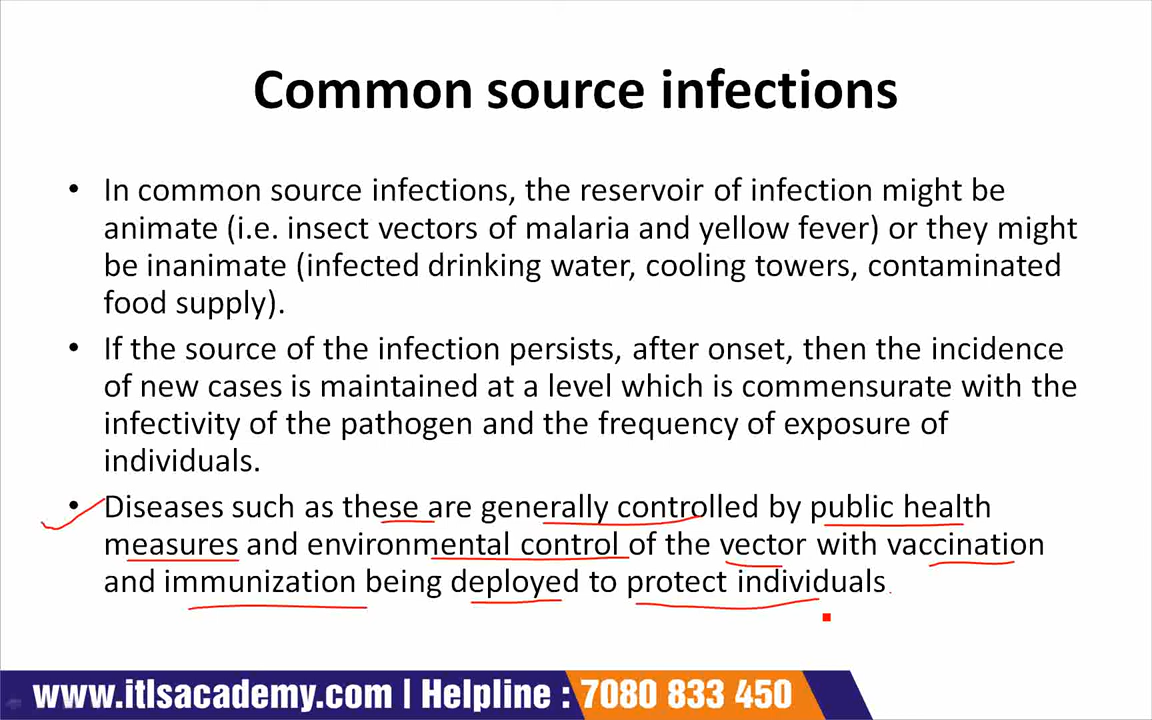 Common source infections
• In common source infections, the reservoir of infection might be
animate (i.e. insect vectors of malaria and yellow fever) or they might
be inanimate (infected drinking water, cooling towers, contaminated
food supply).
• If the source of the infection persists, after onset, then the incidence
of new cases is maintained at a level which is commensurate with the
infectivity of the pathogen and the frequency of exposure of
individuals.
• Diseases such as these are generally controlled by public health
measures and environmental control of the vector with vaccination
and immunization being deployed to protect individuals.
www.itlsacademy.com | Helpline : 7080 833 450